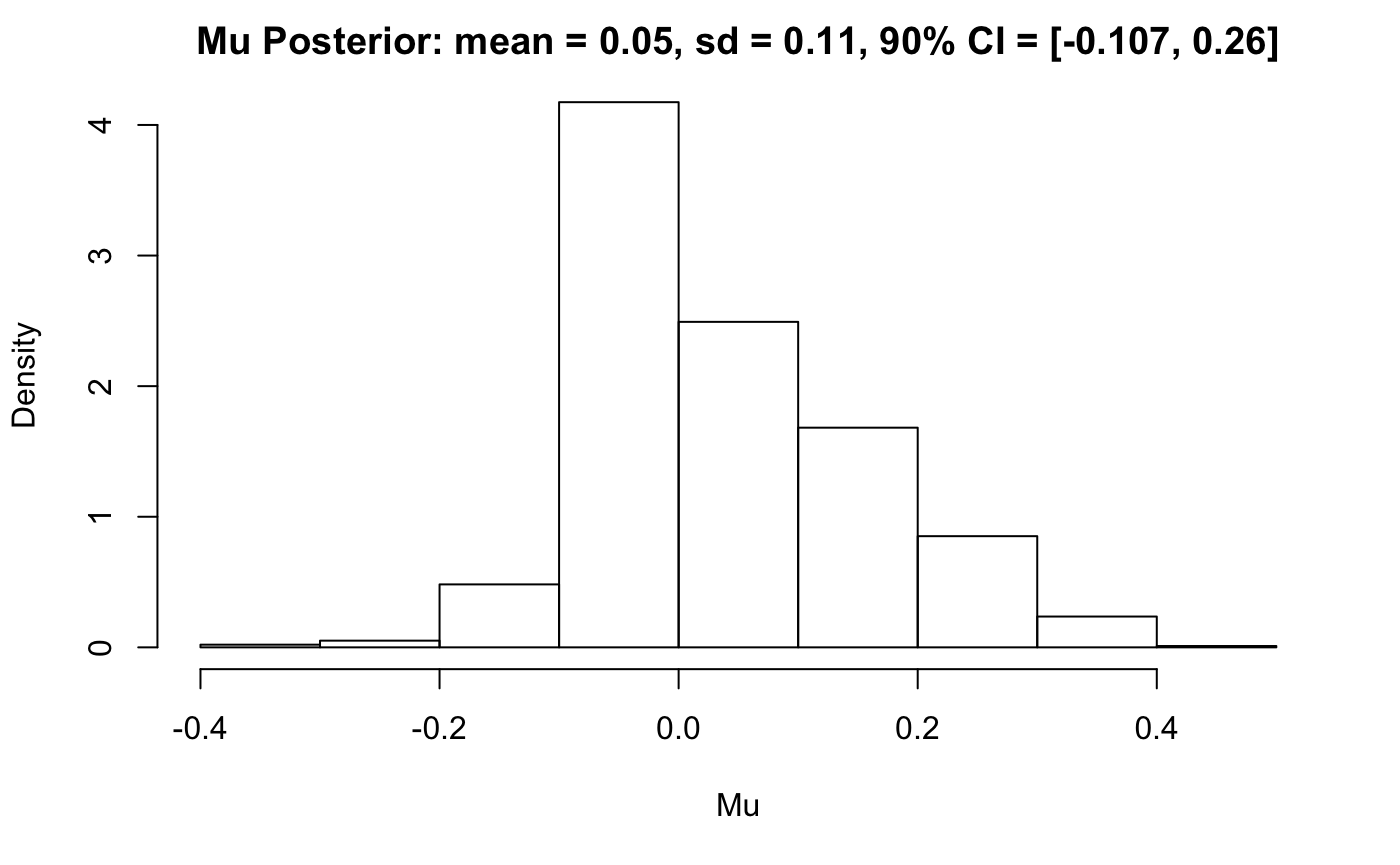 Mu Posterior: mean = 0.05, sd = 0.11, 90% CI = [-0.107, 0.26]
4
3
2
1
0
Density
-0.4 -0.2 0.0 0.2 0.4
Mu